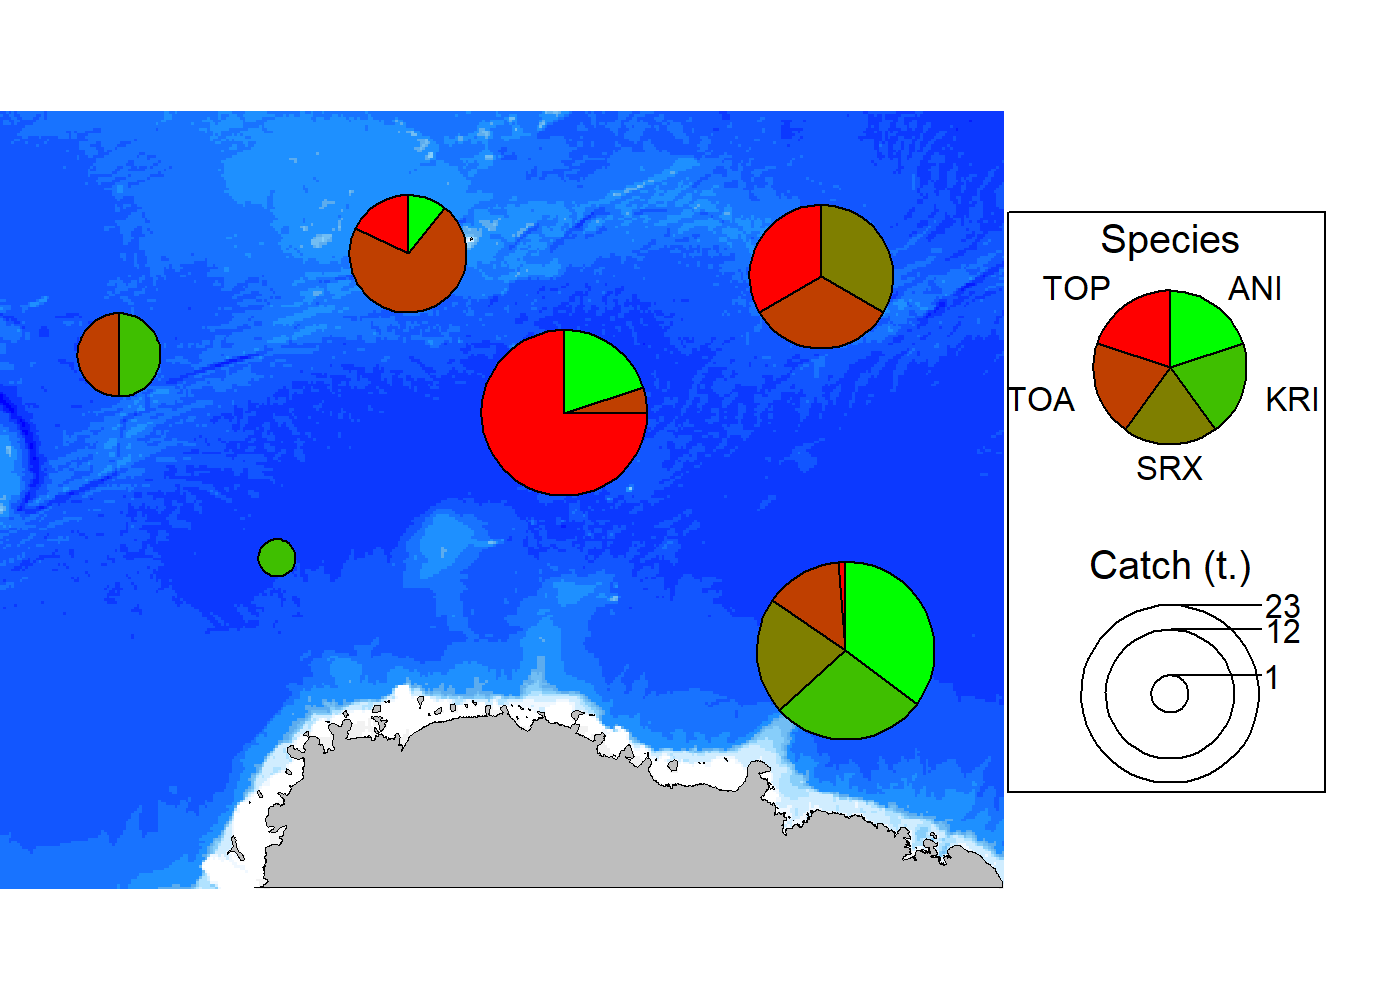 Species
TOP
ANI
TOA
KRI
SRX
Catch (t.)
23
12
1